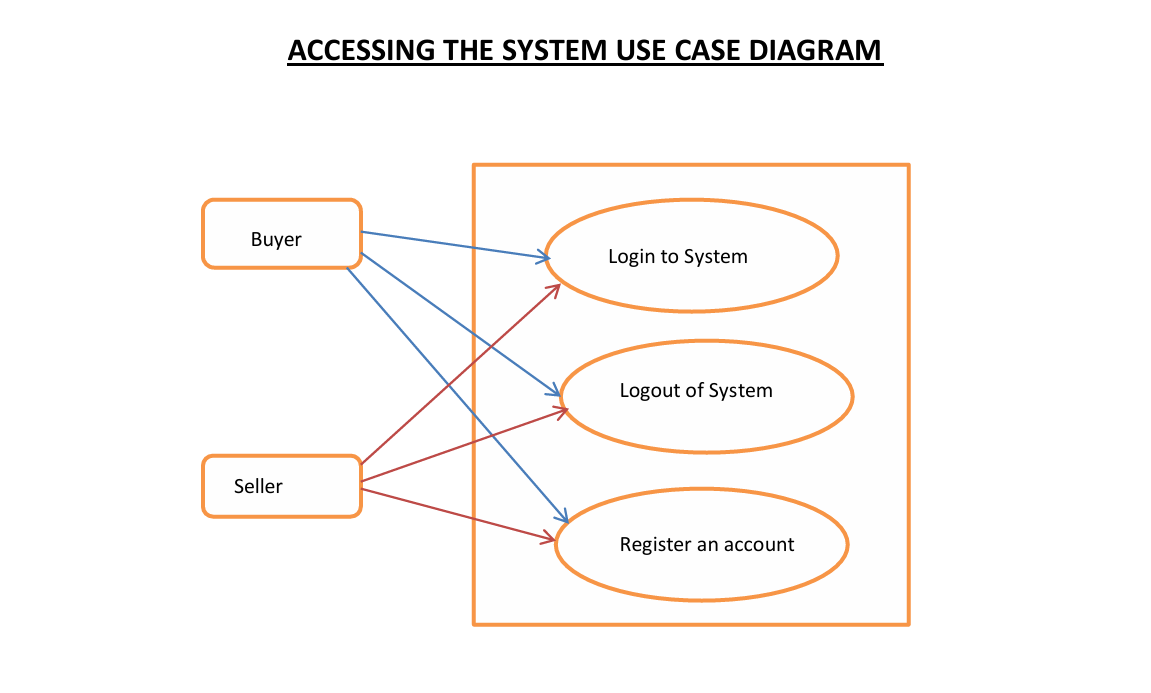 ACCESSING THE SYSTEM USE CASE DIAGRAM
Buyer
Login to System
Logout of System
Seller
Register an account